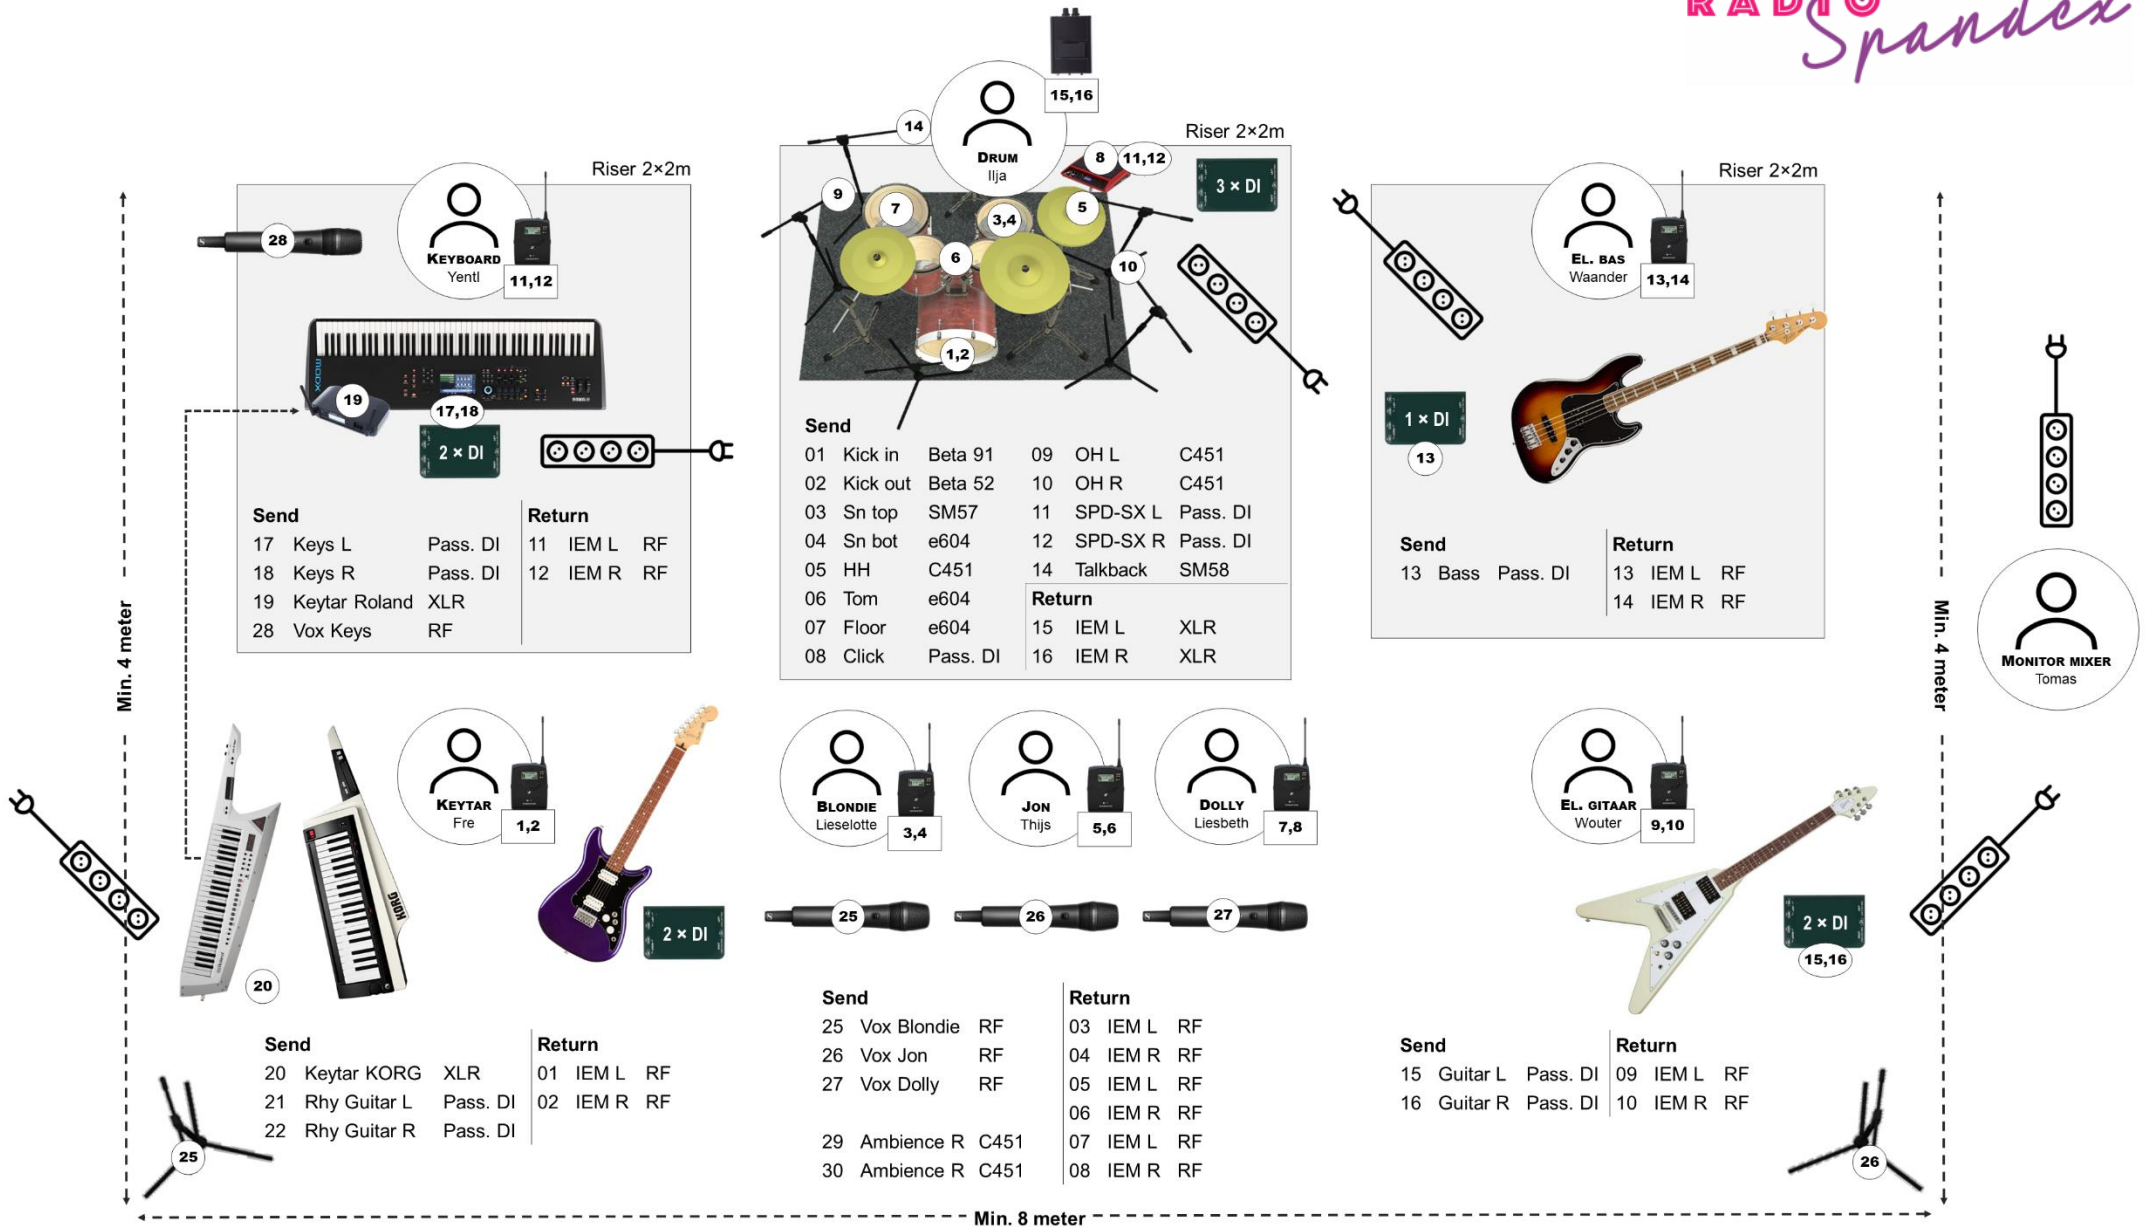 RADIO
Spandex
15,16
14
DRUM
Ilja
Riser 2×2m
8
11,12
3 × DI
9
7
3,4
5
6
10
1,2
Send
01 Kick in Beta 91
02 Kick out Beta 52
03 Sn top SM57
04 Sn bot e604
05 HH C451
06 Tom e604
07 Floor e604
08 Click Pass. DI
09 OH L C451
10 OH R C451
11 SPD-SX L Pass. DI
12 SPD-SX R Pass. DI
14 Talkback SM58
Return
15 IEM L XLR
16 IEM R XLR
Riser 2×2m
28
KEYBOARD
Yentl
11,12
MODX
19
17,18
2 × DI
Send
17 Keys L Pass. DI
18 Keys R Pass. DI
19 Keytar Roland XLR
28 Vox Keys RF
Return
11 IEM L RF
12 IEM R RF
Riser 2×2m
EL. BAS
Waander
13,14
1 × DI
13
Send
13 Bass Pass. DI
Return
13 IEM L RF
14 IEM R RF
Min. 4 meter
Min. 4 meter
MONITOR MIXER
Tomas
KEYTAR
Fre
1,2
KORG
20
2 × DI
Send
20 Keytar KORG XLR
21 Rhy Guitar L Pass. DI
22 Rhy Guitar R Pass. DI
Return
01 IEM L RF
02 IEM R RF
25
BLONDIE
Lieselotte
3,4
JON
Thijs
5,6
DOLLY
Liesbeth
7,8
25
26
27
Send
25 Vox Blondie RF
26 Vox Jon RF
27 Vox Dolly RF
29 Ambience R C451
30 Ambience R C451
Return
03 IEM L RF
04 IEM R RF
05 IEM L RF
06 IEM R RF
07 IEM L RF
08 IEM R RF
EL. GITAAR
Wouter
9,10
2 × DI
15,16
Send
15 Guitar L Pass. DI
16 Guitar R Pass. DI
Return
09 IEM L RF
10 IEM R RF
26
Min. 8 meter